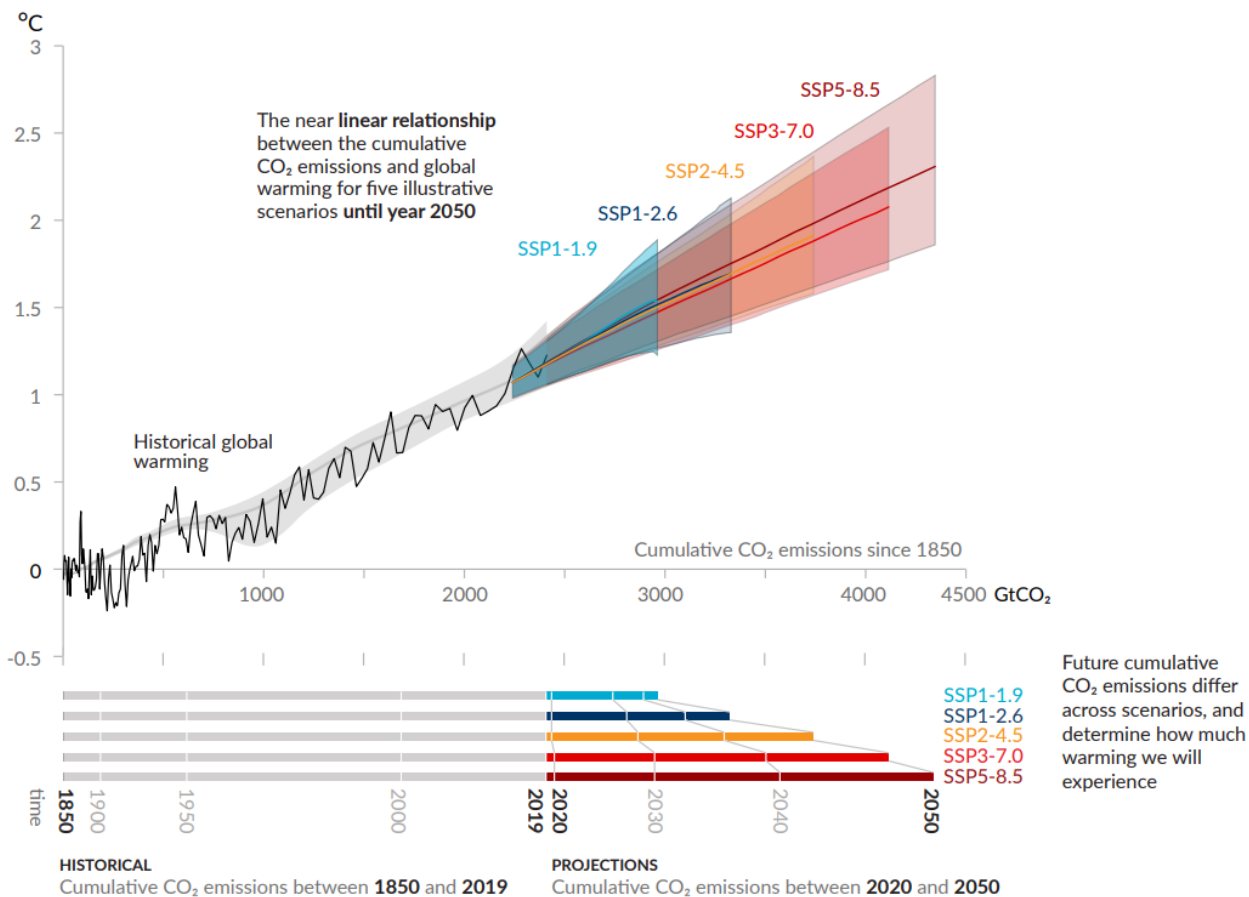 °C
3
2.5
2
1.5
1
0.5
0
-0.5
The near linear relationship
between the cumulative
CO₂ emissions and global
warming for five illustrative
scenarios until year 2050
SSP5-8.5
SSP3-7.0
SSP2-4.5
SSP1-2.6
SSP1-1.9
Historical global
warming
Cumulative CO₂ emissions since 1850
1000 2000 3000 4000 4500 GtCO₂
SSP1-1.9
SSP1-2.6
SSP2-4.5
SSP3-7.0
SSP5-8.5
Future cumulative
CO₂ emissions differ
across scenarios, and
determine how much
warming we will
experience
time 1850 1900 1950 2000 2019 2020 2030 2040 2050
HISTORICAL
Cumulative CO₂ emissions between 1850 and 2019
PROJECTIONS
Cumulative CO₂ emissions between 2020 and 2050